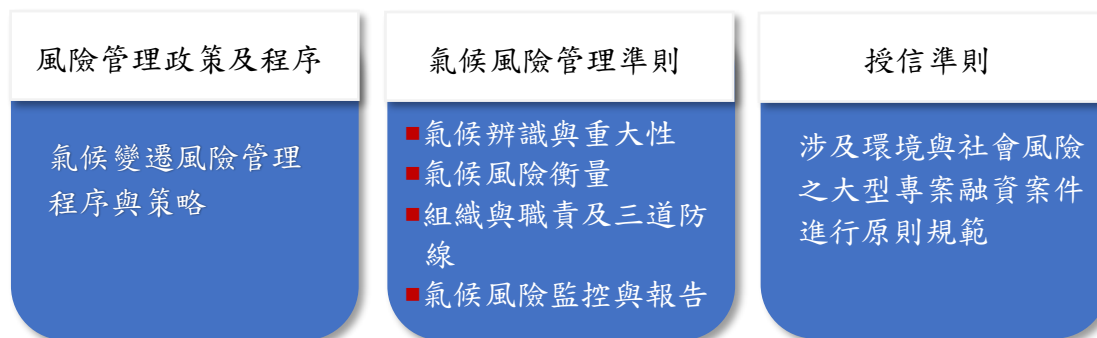 風險管理政策及程序
氣候變遷風險管理
程序與策略
氣候風險管理準則
■氣候辨識與重大性
■氣候風險衡量
■組織與職責及三道防
線
■氣候風險監控與報告
授信準則
涉及環境與社會風險
之大型專案融資案件
進行原則規範